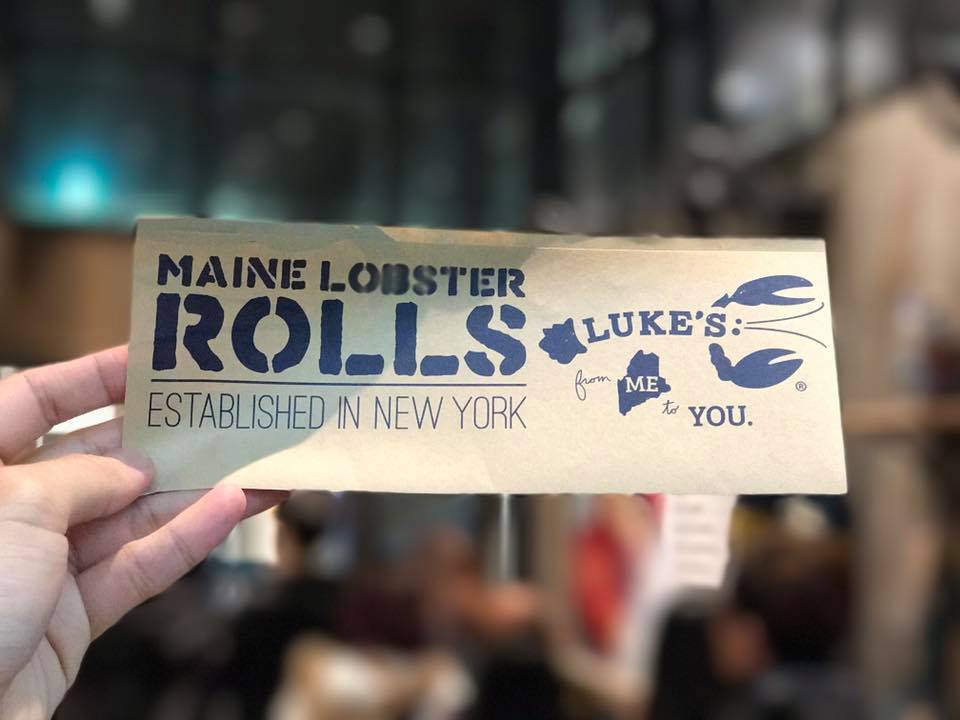 MAINE LOBSTER
ROLLS
ESTABLISHED IN NEW YORK
LUKE'S:
from ME to YOU.
®